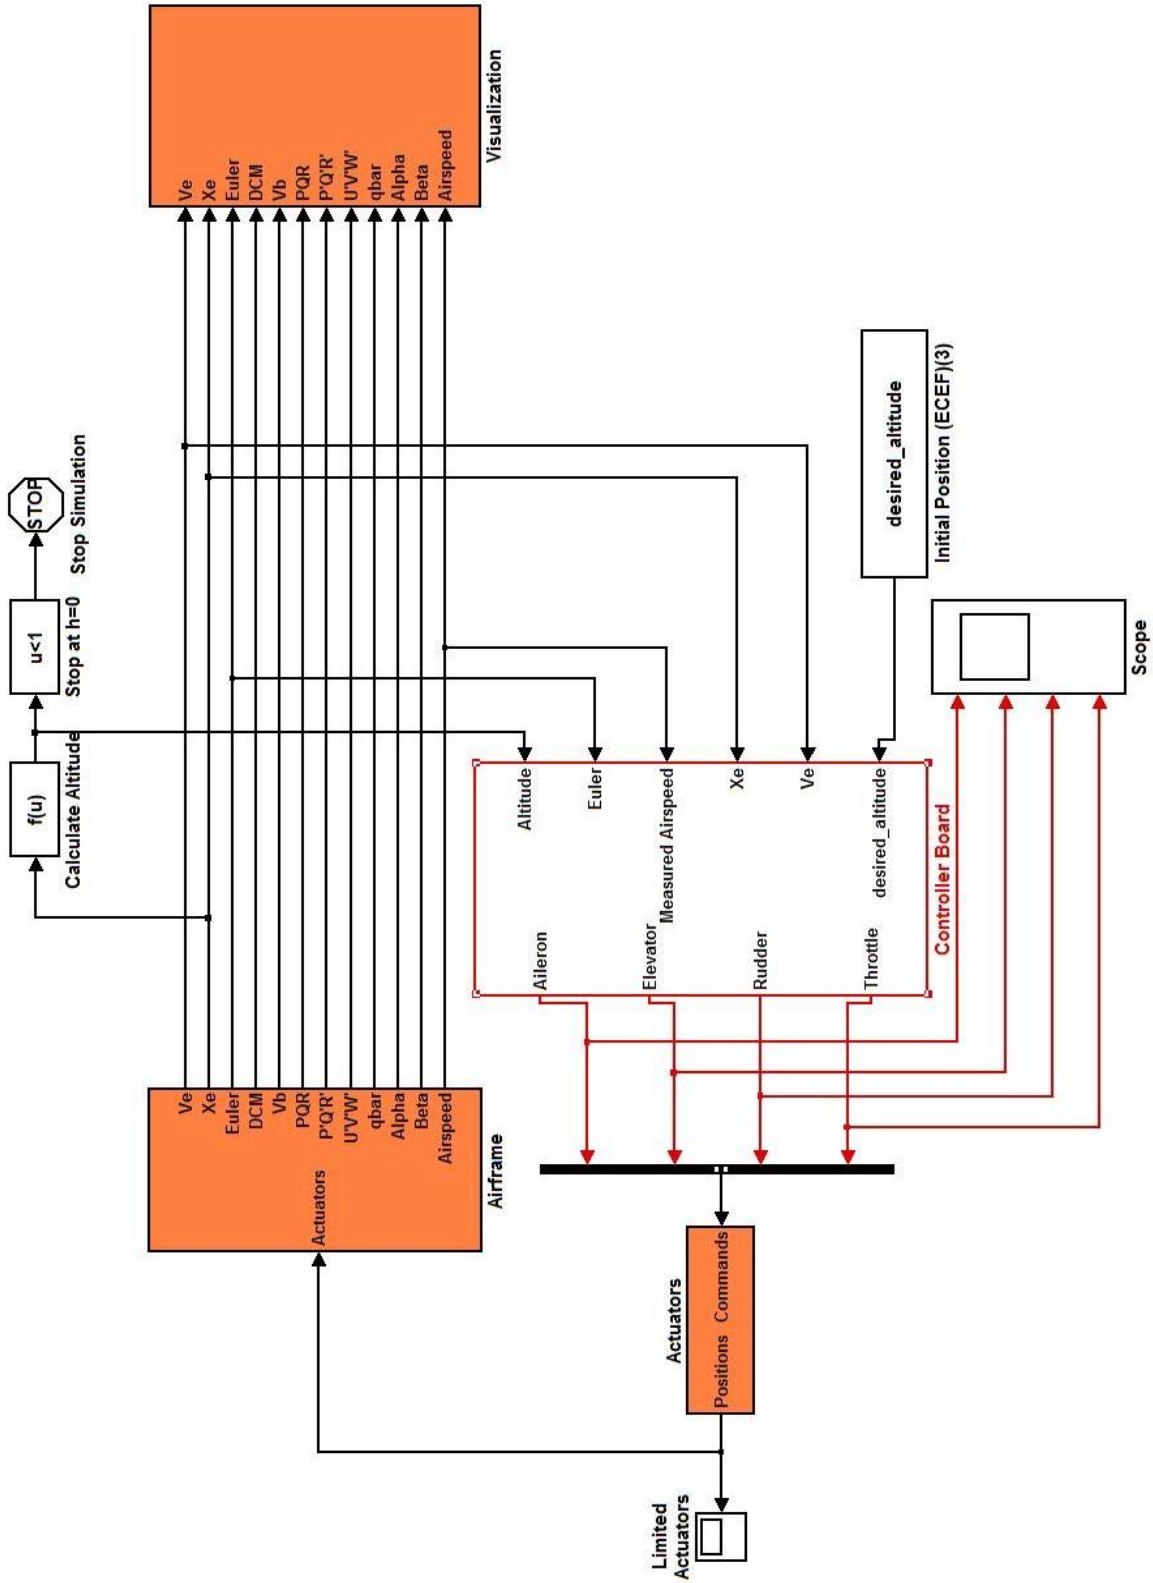 f(u)
Calculate Altitude
u<1
Stop at h=0
STOP
Stop Simulation
Actuators
Ve
Xe
Euler
DCM
Vb
PQR
P'Q'R'
U'V'W'
qbar
Alpha
Beta
Airspeed
Airframe
Ve
Xe
Euler
DCM
Vb
PQR
P'Q'R'
U'V'W'
qbar
Alpha
Beta
Airspeed
Visualization
Aileron
Elevator
Rudder
Throttle
Altitude
Euler
Measured Airspeed
Xe
Ve
desired_altitude
Controller Board
desired_altitude
Initial Position (ECEF)(3)
Scope
Actuators
Positions Commands
Limited
Actuators